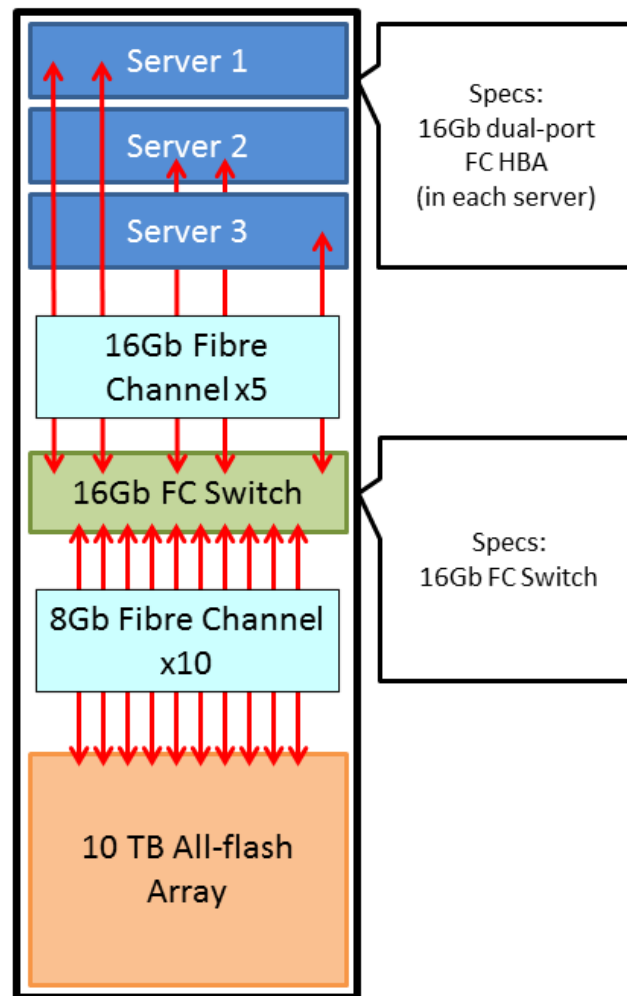 Server 1
Server 2
Server 3
16Gb Fibre
Channel x5
16Gb FC Switch
8Gb Fibre Channel
x10
10 TB All-flash
Array
Specs:
16Gb dual-port
FC HBA
(in each server)
Specs:
16Gb FC Switch